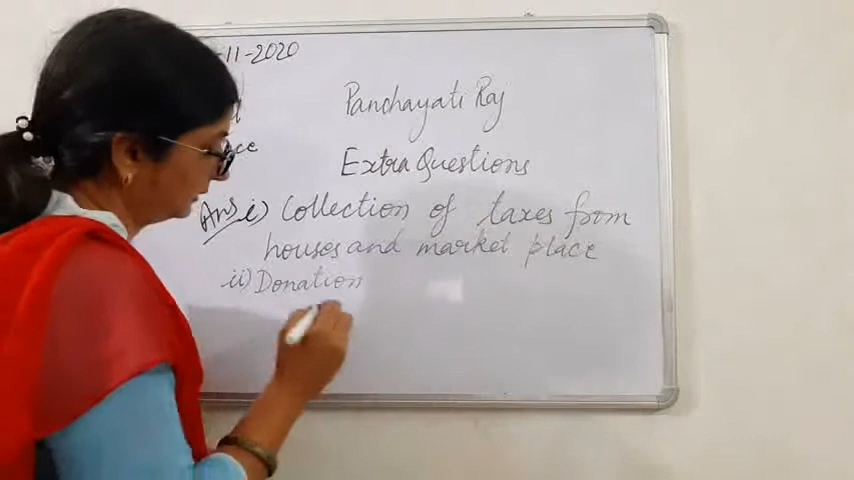 -11-2020
Panchayati Raj
Extra Questions
Ans i) Collection of taxes from
houses and market place
ii) Donation